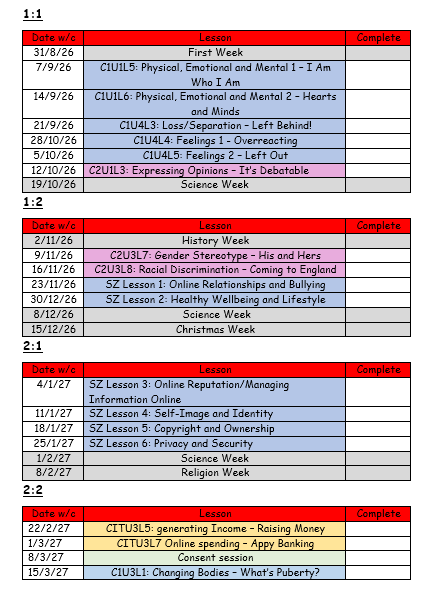 1:1
Date w/c Lesson Complete
31/8/26 First Week
7/9/26 C1U1L5: Physical, Emotional and Mental 1 – I Am
Who I Am
14/9/26 C1U1L6: Physical, Emotional and Mental 2 – Hearts
and Minds
21/9/26 C1U4L3: Loss/Separation – Left Behind!
28/10/26 C1U4L4: Feelings 1 - Overreacting
5/10/26 C1U4L5: Feelings 2 – Left Out
12/10/26 C2U1L3: Expressing Opinions – It's Debatable
19/10/26 Science Week
1:2
Date w/c Lesson Complete
2/11/26 History Week
9/11/26 C2U3L7: Gender Stereotype – His and Hers
16/11/26 C2U3L8: Racial Discrimination – Coming to England
23/11/26 SZ Lesson 1: Online Relationships and Bullying
30/12/26 SZ Lesson 2: Healthy Wellbeing and Lifestyle
8/12/26 Science Week
15/12/26 Christmas Week
2:1
Date w/c Lesson Complete
4/1/27 SZ Lesson 3: Online Reputation/Managing
Information Online
11/1/27 SZ Lesson 4: Self-Image and Identity
18/1/27 SZ Lesson 5: Copyright and Ownership
25/1/27 SZ Lesson 6: Privacy and Security
1/2/27 Science Week
8/2/27 Religion Week
2:2
Date w/c Lesson Complete
22/2/27 CITU3L5: generating Income – Raising Money
1/3/27 CITU3L7 Online spending – Appy Banking
8/3/27 Consent session
15/3/27 C1U3L1: Changing Bodies – What's Puberty?